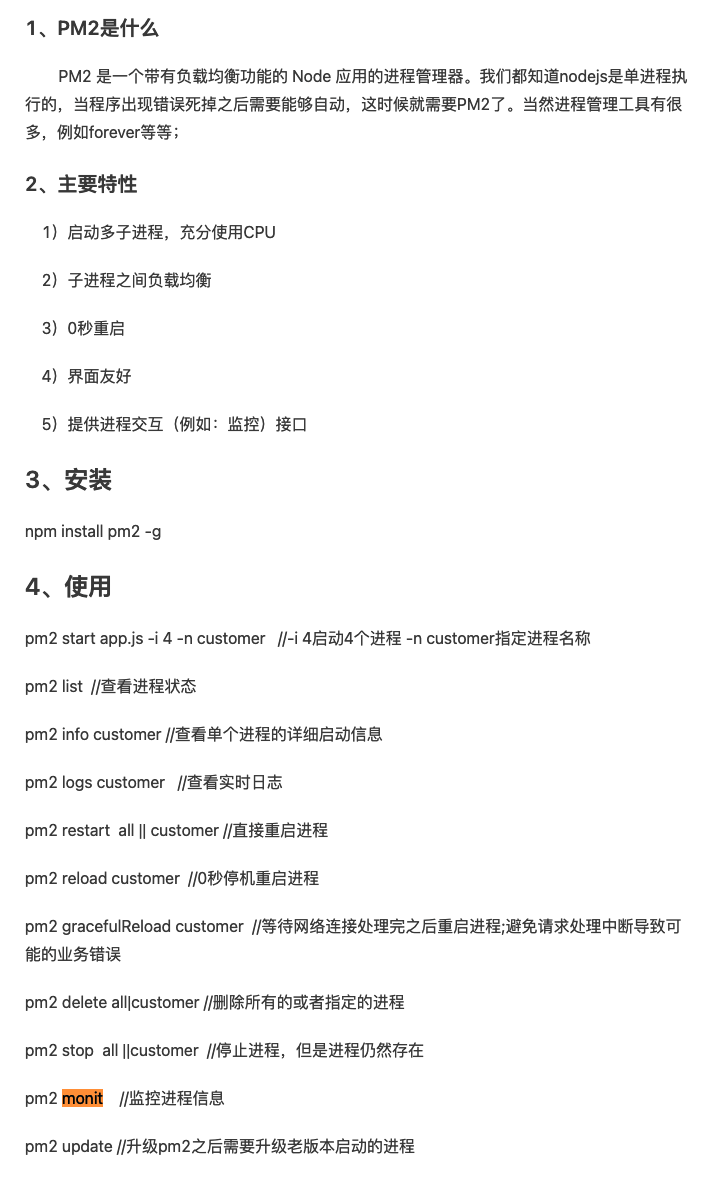 1、PM2是什么
PM2 是一个带有负载均衡功能的 Node 应用的进程管理器。我们都知道nodejs是单进程执
行的，当程序出现错误死掉之后需要能够自动，这时候就需要PM2了。当然进程管理工具有很
多，例如forever等等；
2、主要特性
1）启动多子进程，充分使用CPU
2）子进程之间负载均衡
3）0秒重启
4）界面友好
5）提供进程交互（例如：监控）接口
3、安装
npm install pm2 -g
4、使用
pm2 start app.js -i 4 -n customer   //-i 4启动4个进程 -n customer指定进程名称
pm2 list  //查看进程状态
pm2 info customer //查看单个进程的详细启动信息
pm2 logs customer   //查看实时日志
pm2 restart  all || customer //直接重启进程
pm2 reload customer  //0秒停机重启进程
pm2 gracefulReload customer  //等待网络连接处理完之后重启进程;避免请求处理中断导致可
能的业务错误
pm2 delete all|customer //删除所有的或者指定的进程
pm2 stop  all ||customer  //停止进程，但是进程仍然存在
pm2 monit    //监控进程信息
pm2 update //升级pm2之后需要升级老版本启动的进程